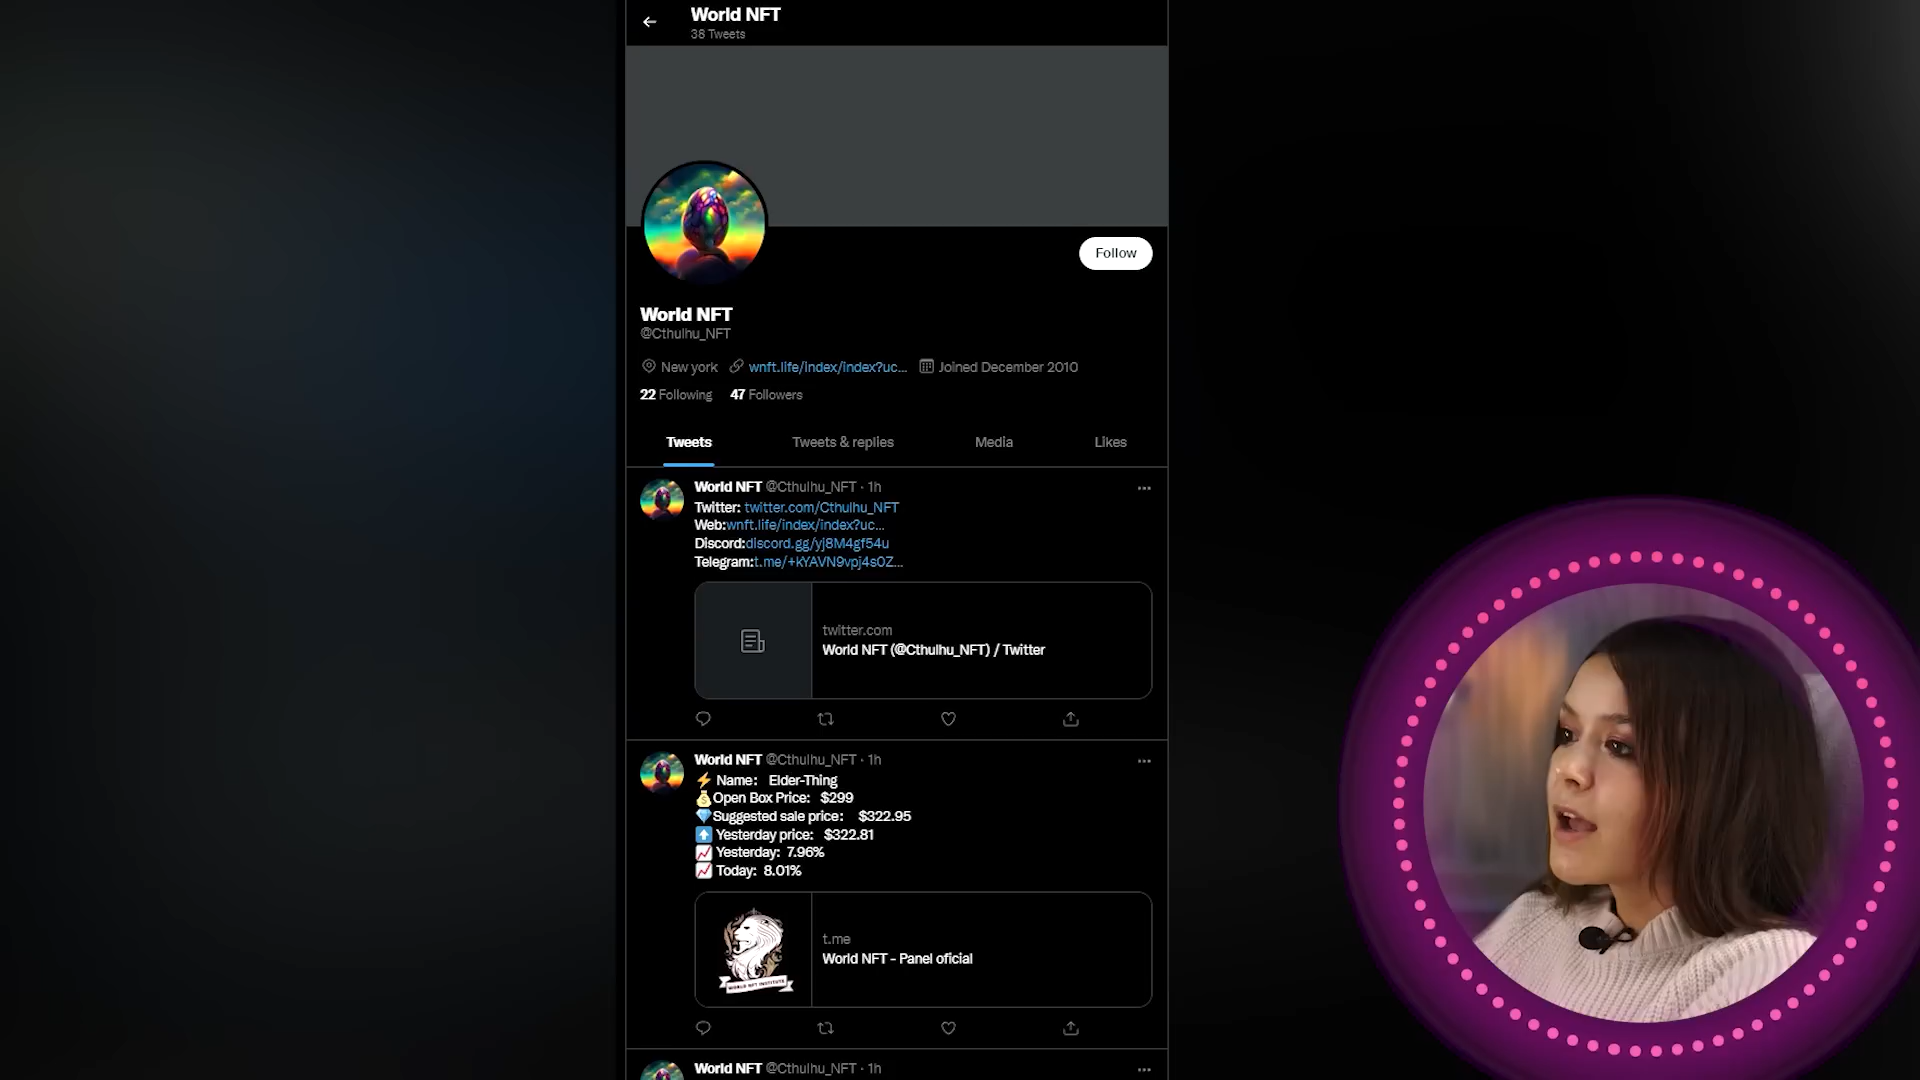 World NFT
38 Tweets
Follow
World NFT
@Cthulhu_NFT
New york wnft.life/index/index?uc... Joined December 2010
22 Following 47 Followers
Tweets Tweets & replies Media Likes
World NFT @Cthulhu_NFT · 1h
Twitter: twitter.com/Cthulhu_NFT
Web:wnft.life/index/index?uc...
Discord:discord.gg/yj8M4gf54u
Telegram:t.me/+kYAVN9vpj4s0Z...
twitter.com
World NFT (@Cthulhu_NFT) / Twitter
World NFT @Cthulhu_NFT · 1h
⚡ Name: Elder-Thing
💰Open Box Price: $299
💎Suggested sale price: $322.95
⬆️ Yesterday price: $322.81
📈 Yesterday: 7.96%
📈 Today: 8.01%
WORLD NFT INSTITUTE
t.me
World NFT - Panel oficial
World NFT @Cthulhu_NFT · 1h